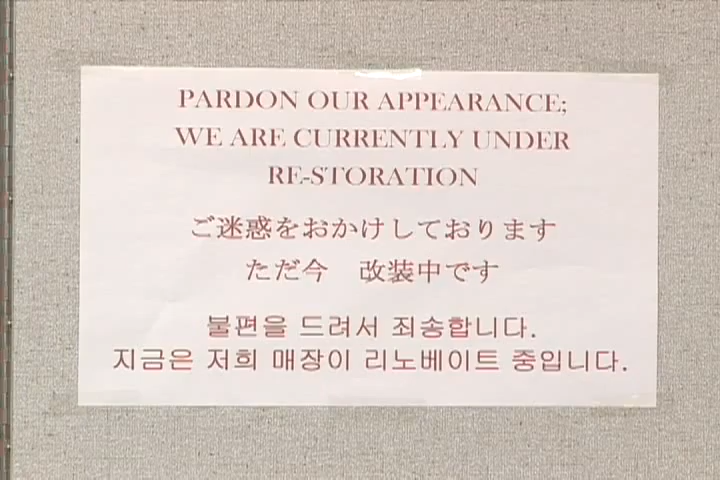 PARDON OUR APPEARANCE;
WE ARE CURRENTLY UNDER
RE-STORATION
ご迷惑をおかけしております
ただ今　改装中です
불편을 드려서 죄송합니다.
지금은 저희 매장이 리노베이트 중입니다.